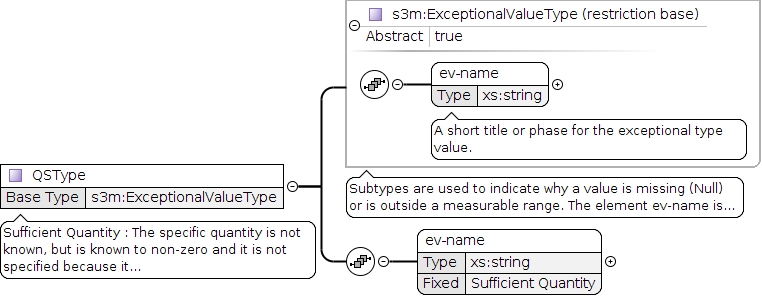 s3m:ExceptionalValueType (restriction base)
Abstract true
ev-name
Type xs:string
A short title or phase for the exceptional type
value.
QSType
Base Type s3m:ExceptionalValueType
Sufficient Quantity : The specific quantity is not
known, but is known to non-zero and it is not
specified because it...
Subtypes are used to indicate why a value is missing (Null)
or is outside a measurable range. The element ev-name is...
ev-name
Type xs:string
Fixed Sufficient Quantity